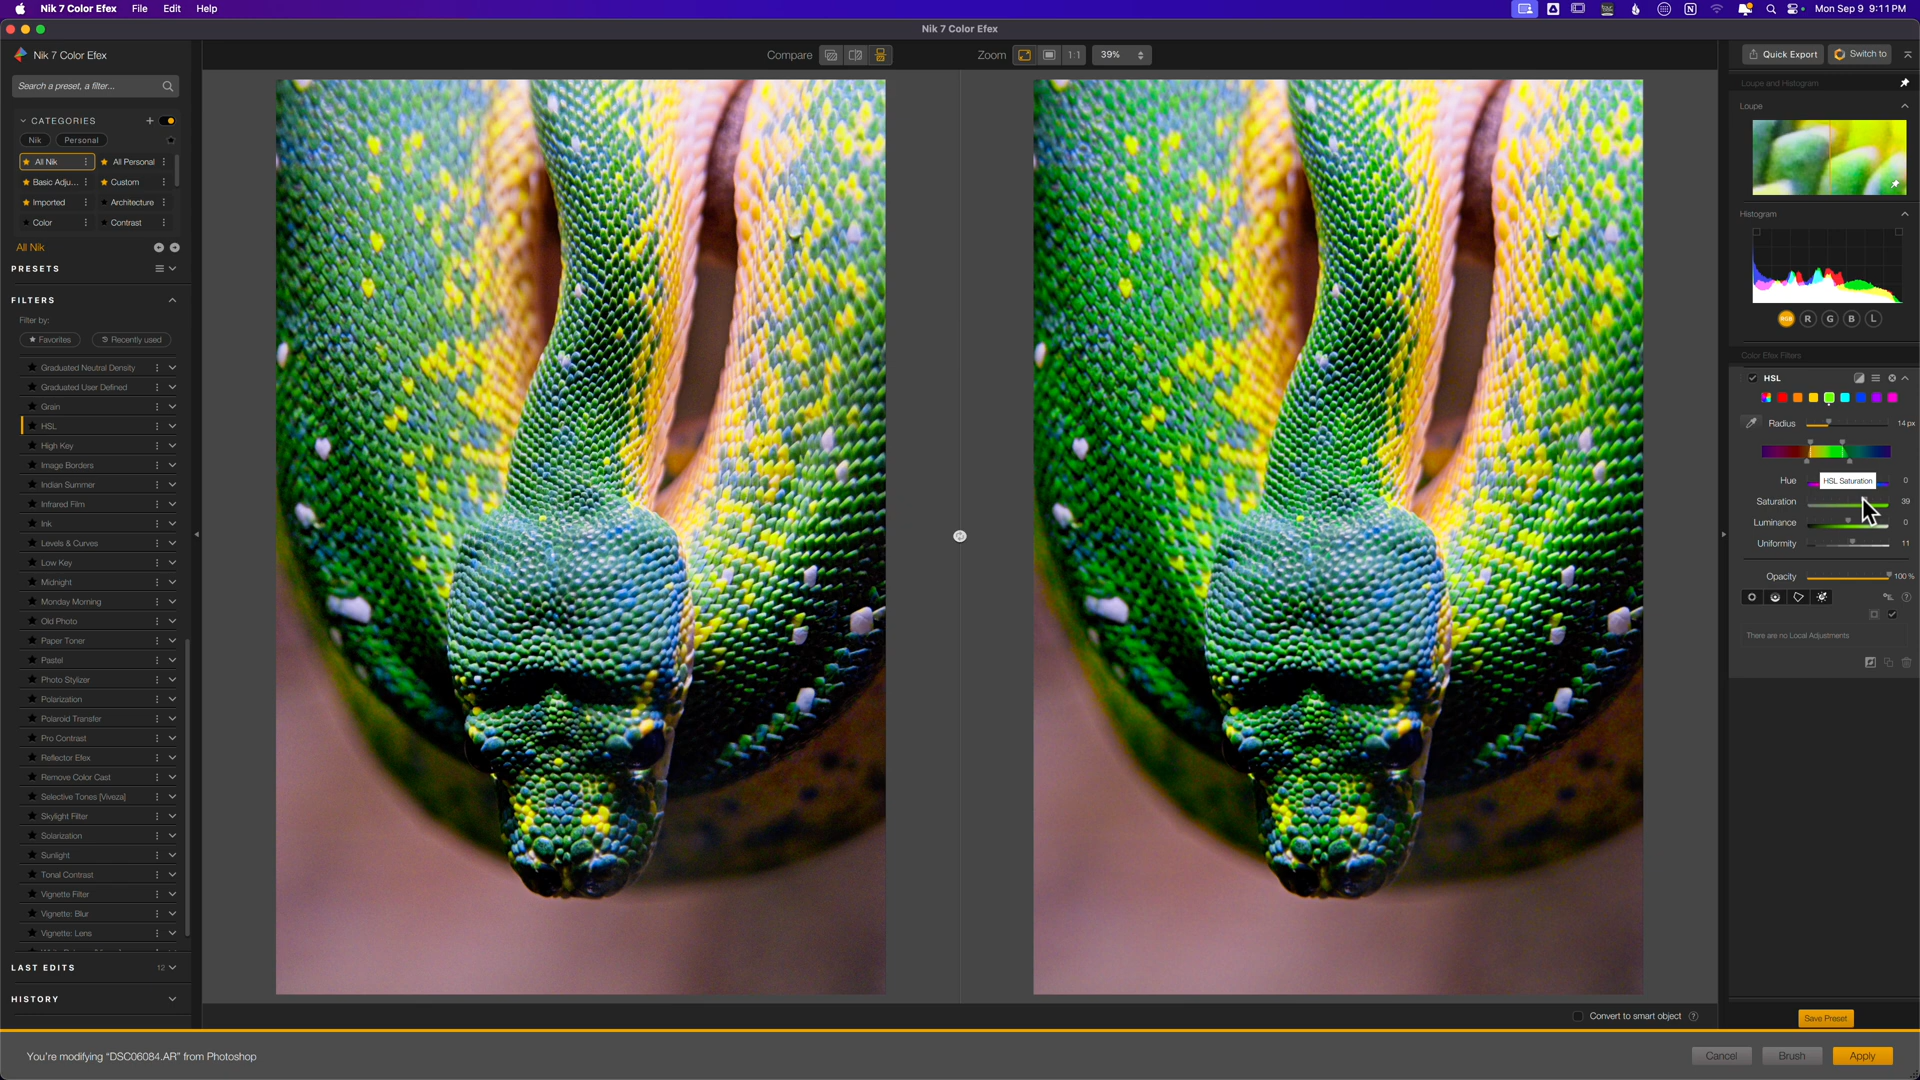 Nik 7 Color Efex File Edit Help
Mon Sep 9 9:11PM
Nik 7 Color Efex
Nik 7 Color Efex
Compare
Zoom
1:1
39%
Quick Export
Switch to
Search a preset, a filter...
CATEGORIES
Nik
Personal
All Nik
All Personal
Basic Adju...
Custom
Imported
Architecture
Color
Contrast
All Nik
PRESETS
FILTERS
Filter by:
Favorites
Recently used
Graduated Neutral Density
Graduated User Defined
Grain
HSL
High Key
Image Borders
Indian Summer
Infrared Film
Ink
Levels & Curves
Low Key
Midnight
Monday Morning
Old Photo
Paper Toner
Pastel
Photo Stylizer
Polarization
Polaroid Transfer
Pro Contrast
Reflector Efex
Remove Color Cast
Selective Tones [Viveza]
Skylight Filter
Solarization
Sunlight
Tonal Contrast
Vignette Filter
Vignette: Blur
Vignette: Lens
LAST EDITS
12
HISTORY
Loupe and Histogram
Loupe
Histogram
RGB
R
G
B
L
Color Efex Filters
HSL
Radius
14 px
Hue
HSL Saturation
0
Saturation
39
Luminance
0
Uniformity
11
Opacity
100 %
There are no Local Adjustments
Convert to smart object
Save Preset
You're modifying "DSC06084.AR" from Photoshop
Cancel
Brush
Apply